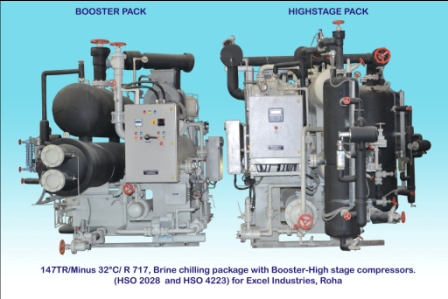 BOOSTER PACK
HIGHSTAGE PACK
147TR/Minus 32°C/ R 717, Brine chilling package with Booster-High stage compressors.
(HSO 2028 and HSO 4223) for Excel Industries, Roha